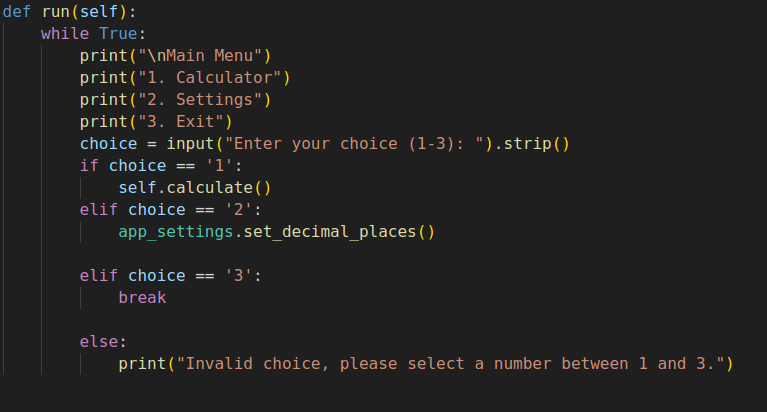 def run(self):
    while True:
        print("\nMain Menu")
        print("1. Calculator")
        print("2. Settings")
        print("3. Exit")
        choice = input("Enter your choice (1-3): ").strip()
        if choice == '1':
            self.calculate()
        elif choice == '2':
            app_settings.set_decimal_places()

        elif choice == '3':
            break

        else:
            print("Invalid choice, please select a number between 1 and 3.")